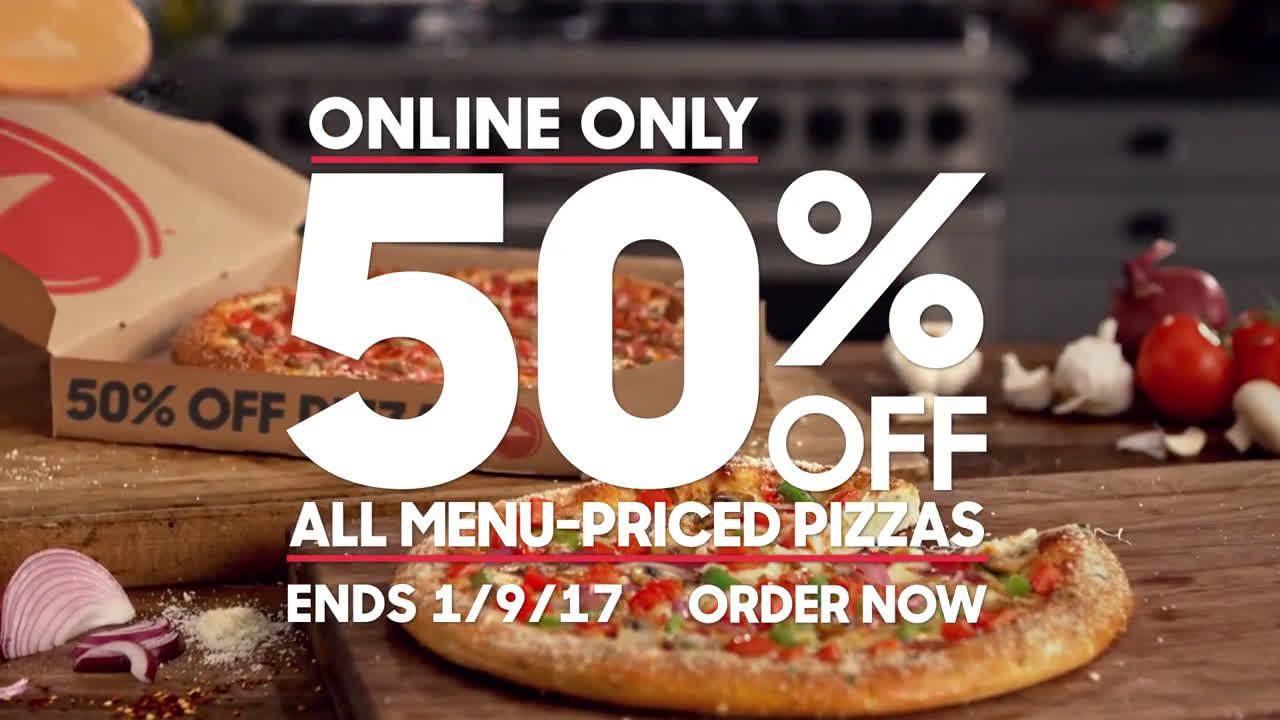 ONLINE ONLY
50%
OFF
ALL MENU-PRICED PIZZAS
ENDS 1/9/17 ORDER NOW
50% OFF